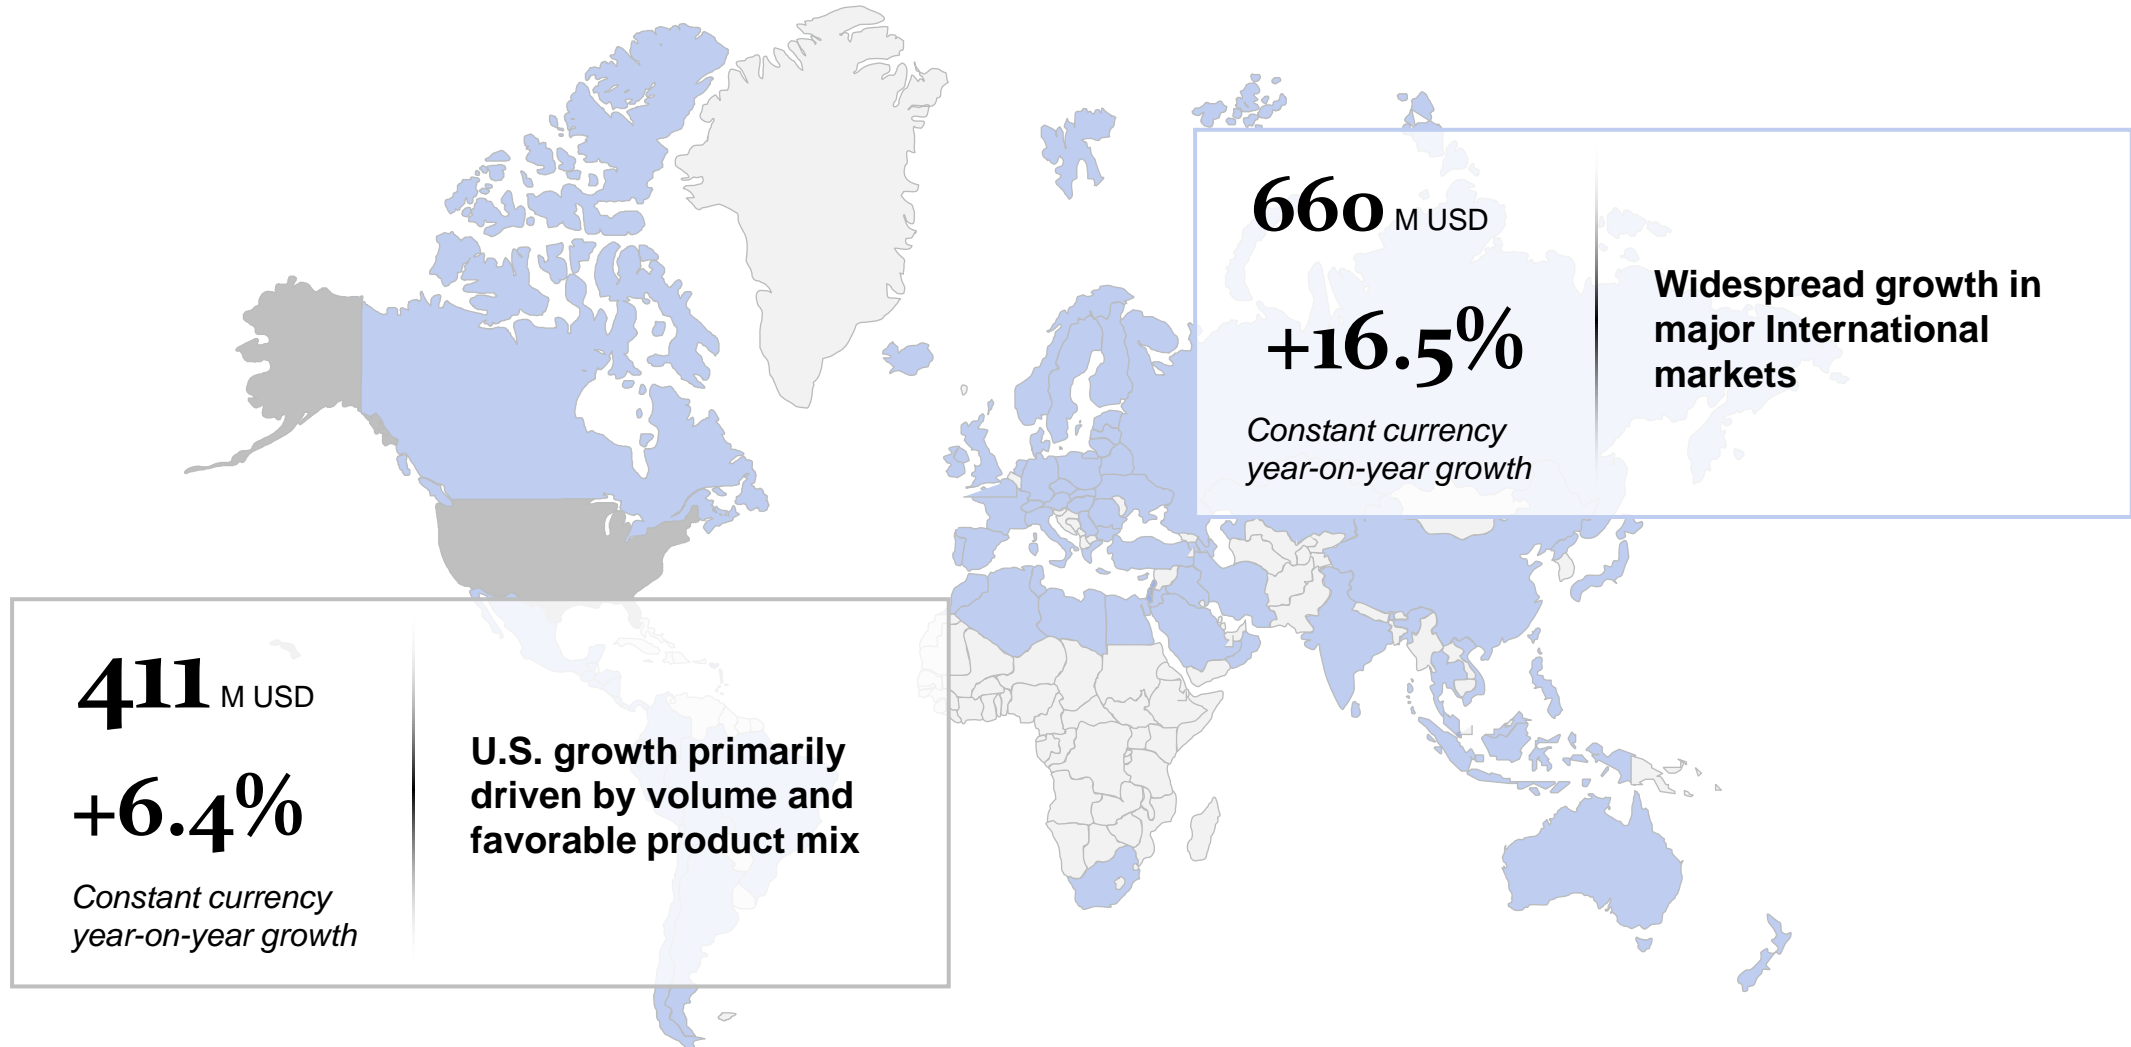 660 M USD
+16.5%
Constant currency
year-on-year growth
Widespread growth in
major International
markets
411 M USD
+6.4%
Constant currency
year-on-year growth
U.S. growth primarily
driven by volume and
favorable product mix